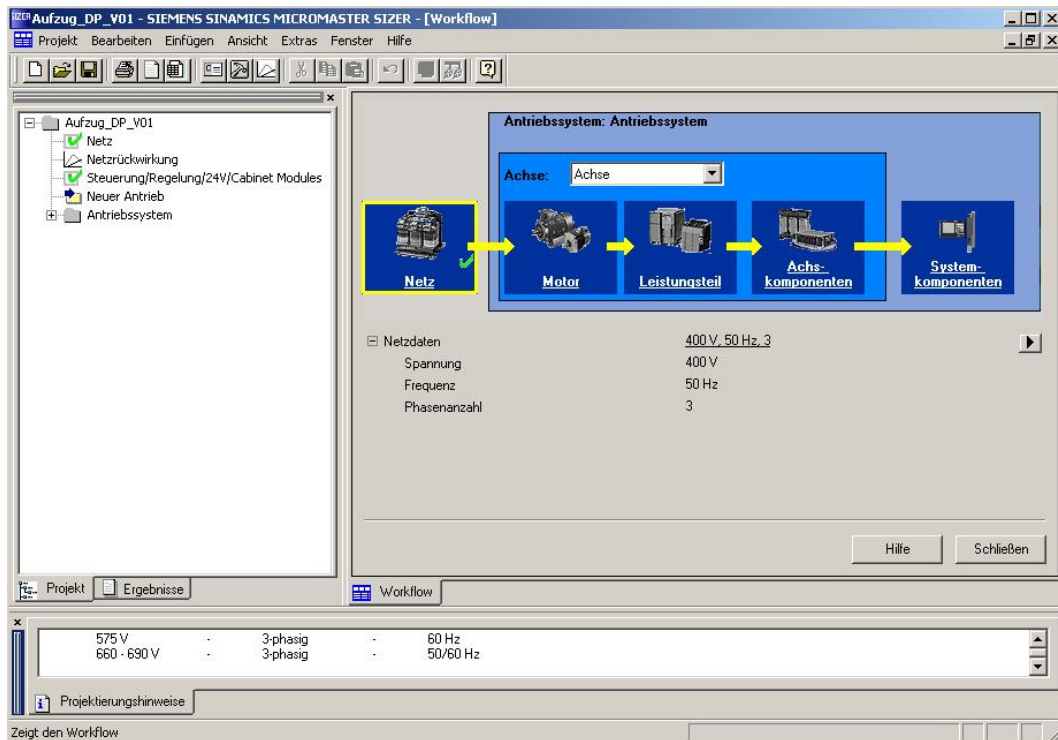 SIZER Aufzug_DP_V01 - SIEMENS SINAMICS MICROMASTER SIZER - [Workflow]
Projekt Bearbeiten Einfügen Ansicht Extras Fenster Hilfe
Aufzug_DP_V01
Netz
Netzrückwirkung
Steuerung/Regelung/24V/Cabinet Modules
Neuer Antrieb
Antriebssystem
Projekt Ergebnisse
Antriebssystem: Antriebssystem
Achse: Achse
Netz
Motor
Leistungsteil
Achs-
komponenten
System-
komponenten
Netzdaten 400 V, 50 Hz, 3
Spannung 400 V
Frequenz 50 Hz
Phasenanzahl 3
Hilfe Schließen
Workflow
575 V - 3-phasig - 60 Hz
660 - 690 V - 3-phasig - 50/60 Hz
Projektierungshinweise
Zeigt den Workflow